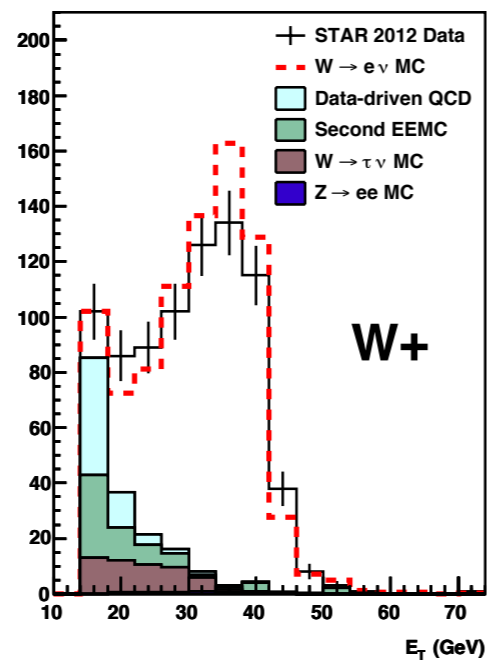 200
180
160
140
120
100
80
60
40
20
0
STAR 2012 Data
W → e ν MC
Data-driven QCD
Second EEMC
W → τ ν MC
Z → ee MC
W+
10 20 30 40 50 60 70
E_T (GeV)